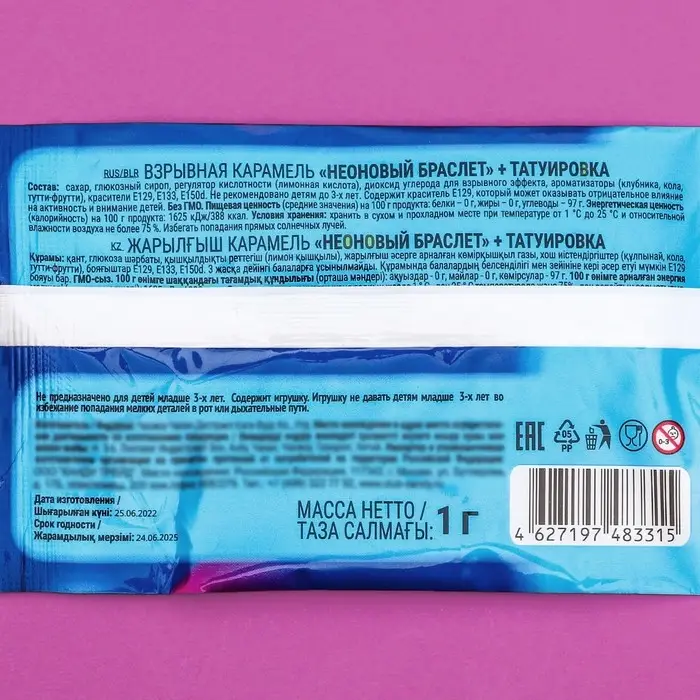 RUS/BLR ВЗРЫВНАЯ КАРАМЕЛЬ «НЕОНОВЫЙ БРАСЛЕТ» + ТАТУИРОВКА
Состав: сахар, глюкозный сироп, регулятор кислотности (лимонная кислота), диоксид углерода для взрывного эффекта, ароматизаторы (клубника, кола,
тутти-фрутти), красители Е129, Е133, Е150d. Не рекомендовано детям до 3-х лет. Содержит краситель Е129, который может оказывать отрицательное влияние
на активность и внимание детей. Без ГМО. Пищевая ценность (средние значения) на 100 г продукта: белки – 0 г, жиры - 0 г, углеводы - 97 г. Энергетическая ценность
(калорийность) на 100 г продукта: 1625 кДж/388 ккал. Условия хранения: хранить в сухом и прохладном месте при температуре от 1 °С до 25 °С и относительной
влажности воздуха не более 75 %. Избегать попадания прямых солнечных лучей.
KZ ЖАРЫЛҒЫШ КАРАМЕЛЬ «НЕОНОВЫЙ БРАСЛЕТ» + ТАТУИРОВКА
Құрамы: қант, глюкоза шәрбаты, қышқылдықты реттегіш (лимон қышқылы), жарылғыш әсерге арналған көмірқышқыл газы, хош иістендіргіштер (құлпынай, кола,
тутти-фрутти), бояғыштар Е129, Е133, Е150d. 3 жасқа дейінгі балаларға ұсынылмайды. Құрамында балалардың белсенділігі мен зейініне кері әсер етуі мүмкін Е129
бояуы бар. ГМО-сыз. 100 г өнімге шаққандағы тағамдық құндылығы (орташа мәндері): ақуыздар - 0 г, майлар - 0 г, көмірсулар - 97 г. 100 г өнімге арналған энергия
Не предназначено для детей младше 3-х лет. Содержит игрушку. Игрушку не давать детям младше 3-х лет во
избежание попадания мелких деталей в рот или дыхательные пути.
EAC
05
PP
0-3
Дата изготовления /
Шығарылған күні: 25.06.2022
Срок годности /
Жарамдылық мерзімі: 24.06.2025
МАССА НЕТТО /
ТАЗА САЛМАҒЫ: 1 г
4 627197 483315